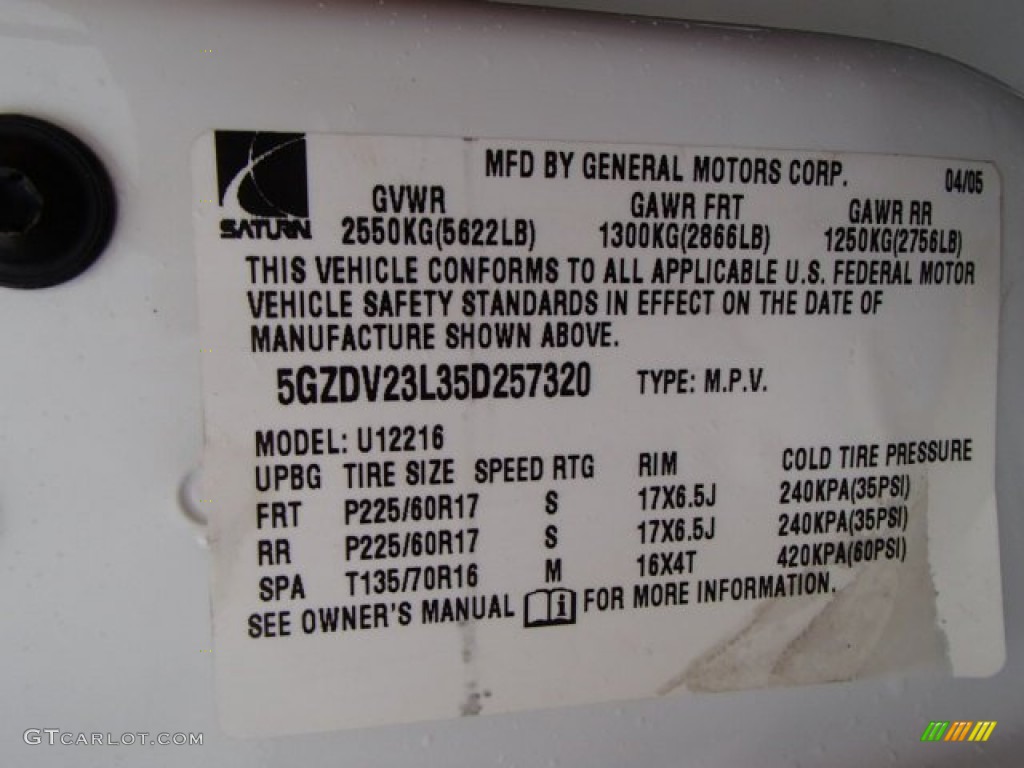 MFD BY GENERAL MOTORS CORP. 04/05
SATURN
GVWR GAWR FRT GAWR RR
2550KG(5622LB) 1300KG(2866LB) 1250KG(2756LB)
THIS VEHICLE CONFORMS TO ALL APPLICABLE U.S. FEDERAL MOTOR
VEHICLE SAFETY STANDARDS IN EFFECT ON THE DATE OF
MANUFACTURE SHOWN ABOVE.
5GZDV23L35D257320 TYPE: M.P.V.
MODEL: U12216
UPBG TIRE SIZE SPEED RTG RIM COLD TIRE PRESSURE
FRT P225/60R17 S 17X6.5J 240KPA(35PSI)
RR P225/60R17 S 17X6.5J 240KPA(35PSI)
SPA T135/70R16 M 16X4T 420KPA(60PSI)
SEE OWNER'S MANUAL i FOR MORE INFORMATION.
GTCARLOT.COM